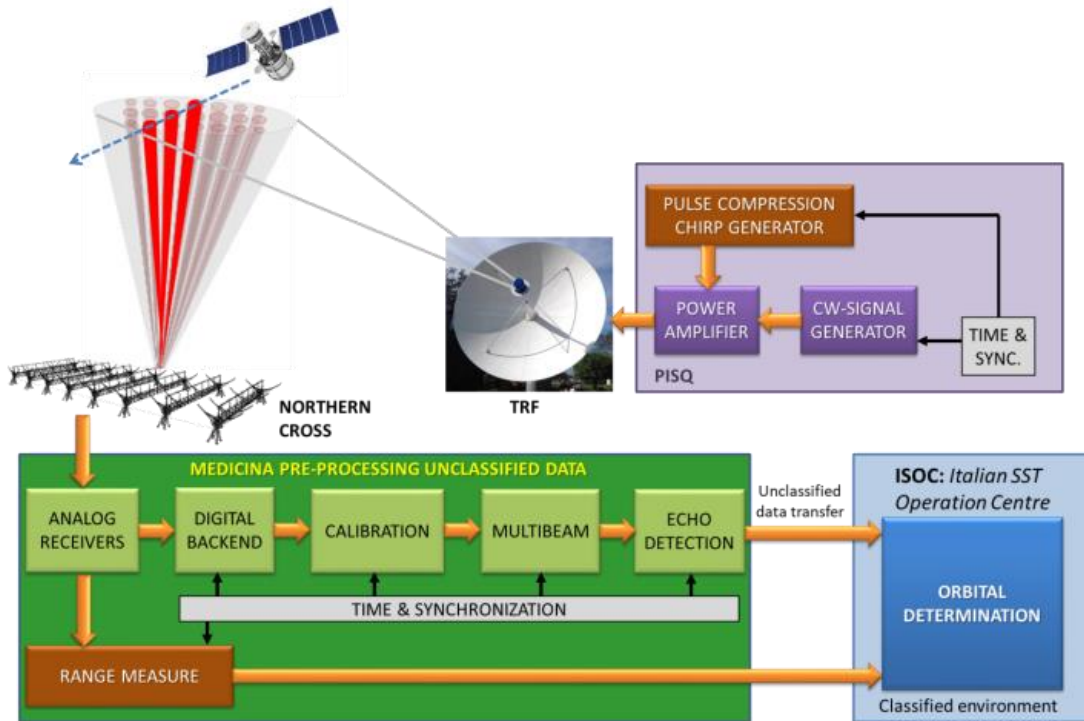 PULSE COMPRESSION
CHIRP GENERATOR
POWER
AMPLIFIER
CW-SIGNAL
GENERATOR
TIME &
SYNC.
PISQ
TRF
NORTHERN
CROSS
MEDICINA PRE-PROCESSING UNCLASSIFIED DATA
ANALOG
RECEIVERS
DIGITAL
BACKEND
CALIBRATION
MULTIBEAM
ECHO
DETECTION
TIME & SYNCHRONIZATION
RANGE MEASURE
Unclassified
data transfer
ISOC: Italian SST
Operation Centre
ORBITAL
DETERMINATION
Classified environment